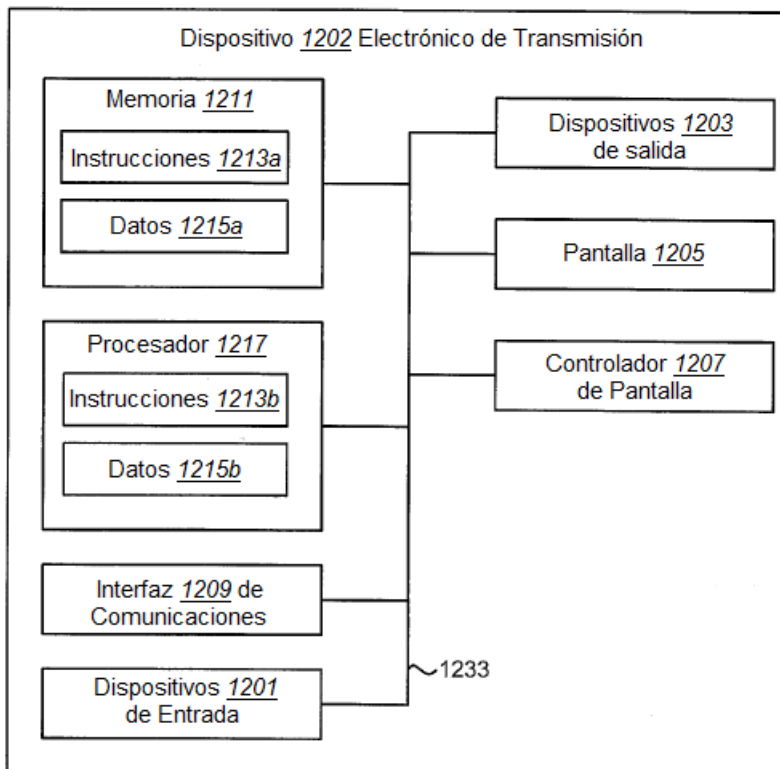 Dispositivo 1202 Electrónico de Transmisión
Memoria 1211
Instrucciones 1213a
Datos 1215a
Procesador 1217
Instrucciones 1213b
Datos 1215b
Interfaz 1209 de
Comunicaciones
Dispositivos 1201
de Entrada
Dispositivos 1203
de salida
Pantalla 1205
Controlador 1207
de Pantalla
1233